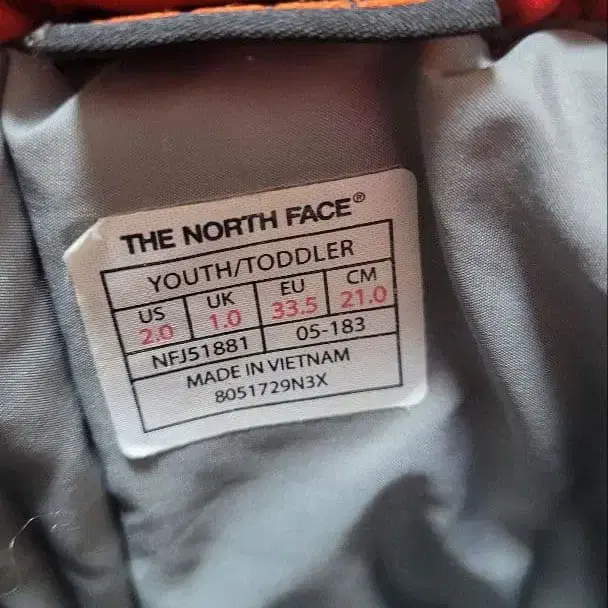 THE NORTH FACE®
YOUTH/TODDLER
US UK EU CM
2.0 1.0 33.5 21.0
NFJ51881 05-183
MADE IN VIETNAM
8051729N3X